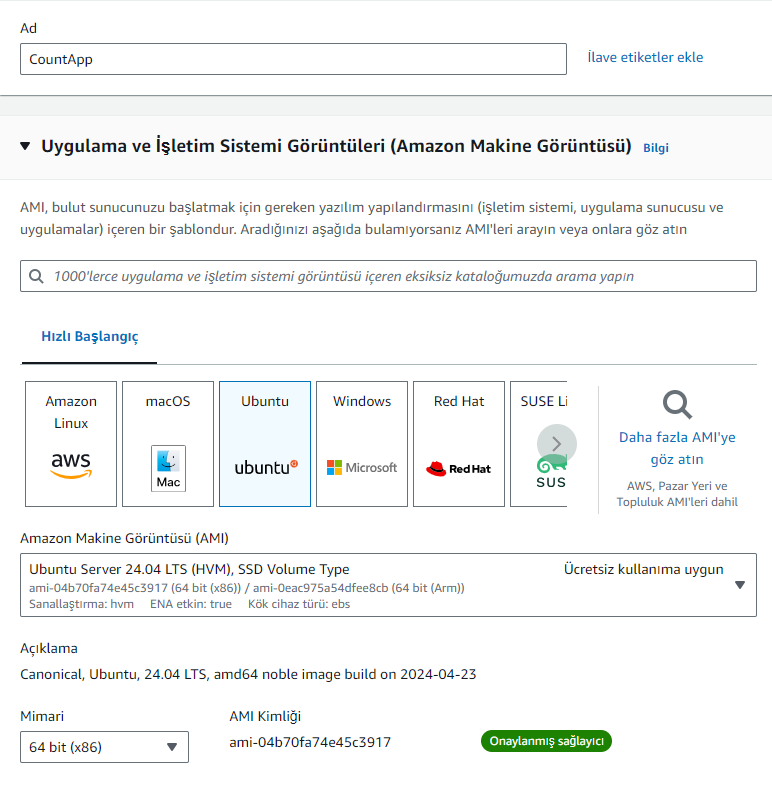 Ad
CountApp
İlave etiketler ekle
Uygulama ve İşletim Sistemi Görüntüleri (Amazon Makine Görüntüsü) Bilgi
AMI, bulut sunucunuzu başlatmak için gereken yazılım yapılandırmasını (işletim sistemi, uygulama sunucusu ve
uygulamalar) içeren bir şablondur. Aradığınızı aşağıda bulamıyorsanız AMI'leri arayın veya onlara göz atın
1000'lerce uygulama ve işletim sistemi görüntüsü içeren eksiksiz kataloğumuzda arama yapın
Hızlı Başlangıç
Amazon
Linux
aws
macOS
Mac
Ubuntu
ubuntu
Windows
Microsoft
Red Hat
Red Hat
SUSE Li
SUS
Daha fazla AMI'ye
göz atın
AWS, Pazar Yeri ve
Topluluk AMI'leri dahil
Amazon Makine Görüntüsü (AMI)
Ubuntu Server 24.04 LTS (HVM), SSD Volume Type
Ücretsiz kullanıma uygun
ami-04b70fa74e45c3917 (64 bit (x86)) / ami-0eac975a54dfee8cb (64 bit (Arm))
Sanallaştırma: hvm ENA etkin: true Kök cihaz türü: ebs
Açıklama
Canonical, Ubuntu, 24.04 LTS, amd64 noble image build on 2024-04-23
Mimari
64 bit (x86)
AMI Kimliği
ami-04b70fa74e45c3917
Onaylanmış sağlayıcı